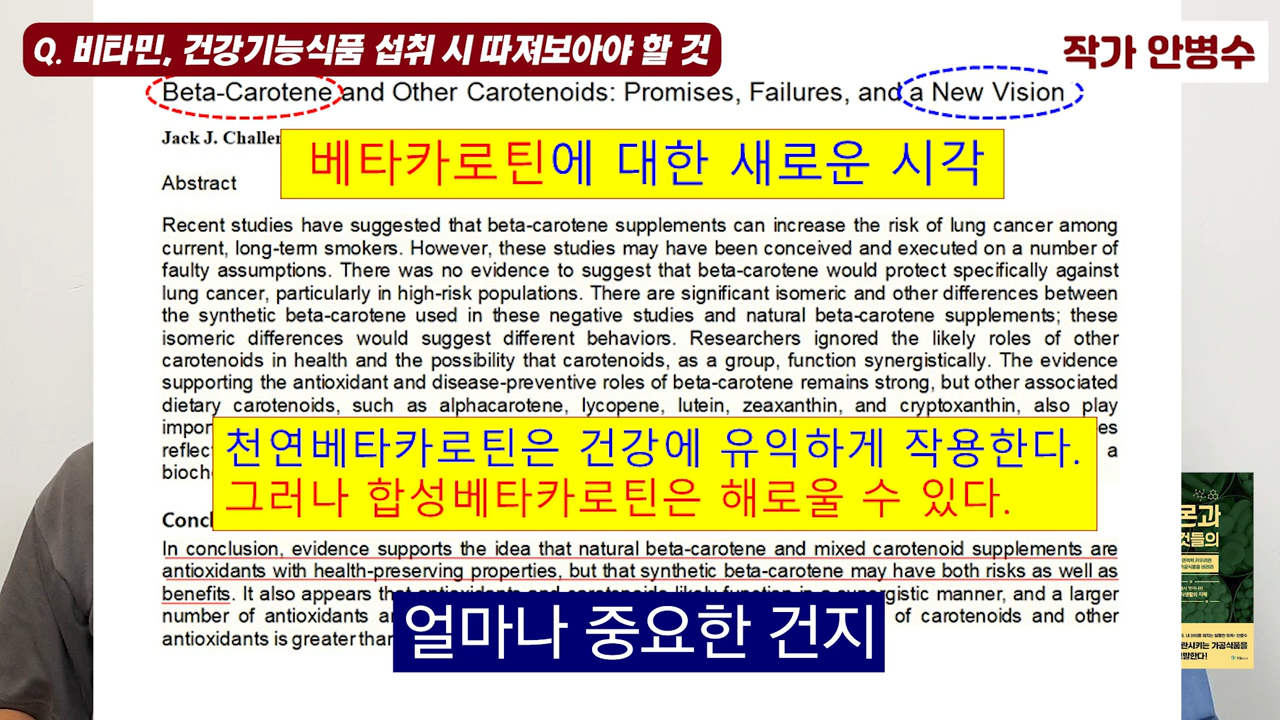 Q. 비타민, 건강기능식품 섭취 시 따져보아야 할 것
작가 안병수
Beta-Carotene and Other Carotenoids: Promises, Failures, and a New Vision
Jack J. Challen
베타카로틴에 대한 새로운 시각
Abstract
Recent studies have suggested that beta-carotene supplements can increase the risk of lung cancer among
current, long-term smokers. However, these studies may have been conceived and executed on a number of
faulty assumptions. There was no evidence to suggest that beta-carotene would protect specifically against
lung cancer, particularly in high-risk populations. There are significant isomeric and other differences between
the synthetic beta-carotene used in these negative studies and natural beta-carotene supplements; these
isomeric differences would suggest different behaviors. Researchers ignored the likely roles of other
carotenoids in health and the possibility that carotenoids, as a group, function synergistically. The evidence
supporting the antioxidant and disease-preventive roles of beta-carotene remains strong, but other associated
dietary carotenoids, such as alphacarotene, lycopene, lutein, zeaxanthin, and cryptoxanthin, also play
천연베타카로틴은 건강에 유익하게 작용한다.
그러나 합성베타카로틴은 해로울 수 있다.
In conclusion, evidence supports the idea that natural beta-carotene and mixed carotenoid supplements are
antioxidants with health-preserving properties, but that synthetic beta-carotene may have both risks as well as
benefits. It also appears manner, and a larger
number of antioxidants of carotenoids and other
antioxidants is greater than
얼마나 중요한 건지
몬과
것들의